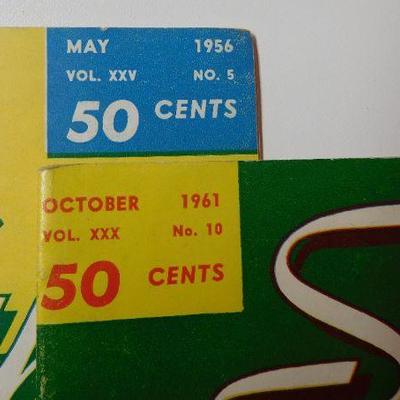 MAY 1956
VOL. XXV NO. 5
50 CENTS
OCTOBER 1961
VOL. XXX No. 10
50 CENTS